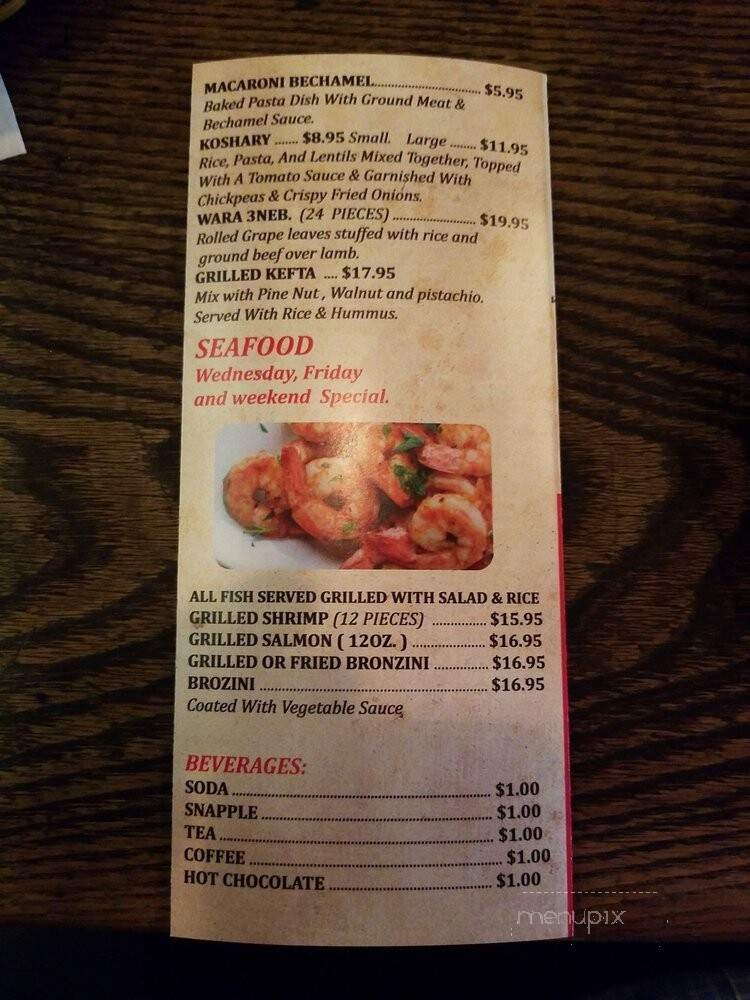 MACARONI BECHAMEL................................ $5.95
Baked Pasta Dish With Ground Meat &
Bechamel Sauce.
KOSHARY ....... $8.95 Small. Large ........ $11.95
Rice, Pasta, And Lentils Mixed Together, Topped
With A Tomato Sauce & Garnished With
Chickpeas & Crispy Fried Onions.
WARA 3NEB. (24 PIECES) ......................... $19.95
Rolled Grape leaves stuffed with rice and
ground beef over lamb.
GRILLED KEFTA .... $17.95
Mix with Pine Nut , Walnut and pistachio.
Served With Rice & Hummus.
SEAFOOD
Wednesday, Friday
and weekend Special.
ALL FISH SERVED GRILLED WITH SALAD & RICE
GRILLED SHRIMP (12 PIECES) ................ $15.95
GRILLED SALMON ( 12OZ. ) ...................... $16.95
GRILLED OR FRIED BRONZINI ................ $16.95
BROZINI .................................................................... $16.95
Coated With Vegetable Sauce
BEVERAGES:
SODA ............................................................................. $1.00
SNAPPLE ..................................................................... $1.00
TEA .................................................................................. $1.00
COFFEE ........................................................................... $1.00
HOT CHOCOLATE ................................................ $1.00
menupix